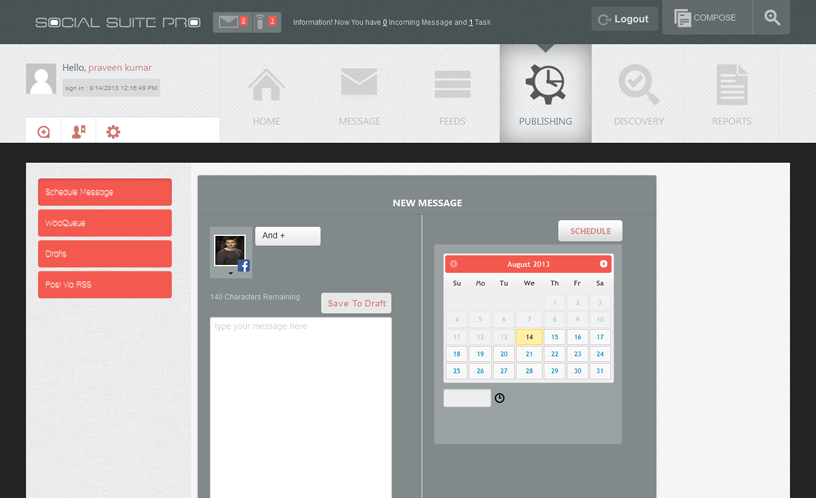 SOCIAL SUITE PRO
8
1
Information! Now You have 0 Incoming Message and 1 Task
Logout
COMPOSE
Hello, praveen kumar
sign in : 8/14/2013 12:16:49 PM
HOME
MESSAGE
FEEDS
PUBLISHING
DISCOVERY
REPORTS
Schedule Message
WooQueue
Drafts
Post Via RSS
NEW MESSAGE
And +
140 Characters Remaining
Save To Draft
type your message here
SCHEDULE
August 2013
Su Mo Tu We Th Fr Sa
1 2 3
4 5 6 7 8 9 10
11 12 13 14 15 16 17
18 19 20 21 22 23 24
25 26 27 28 29 30 31